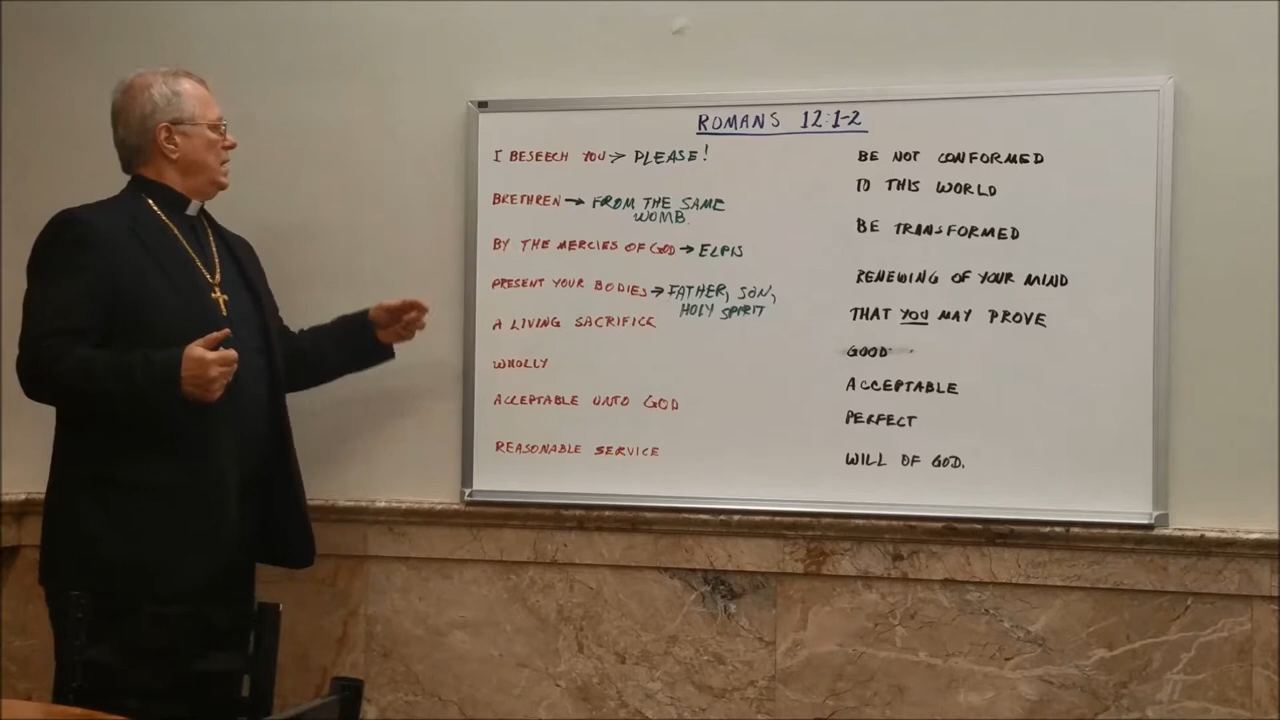 ROMANS 12:1-2
I BESEECH YOU > PLEASE!
BRETHREN → FROM THE SAME
WOMB.
BY THE MERCIES OF GOD → ELPIS
PRESENT YOUR BODIES → FATHER, SON,
HOLY SPIRIT
A LIVING SACRIFICE
WHOLLY
ACCEPTABLE UNTO GOD
REASONABLE SERVICE
BE NOT CONFORMED
TO THIS WORLD
BE TRANSFORMED
RENEWING OF YOUR MIND
THAT YOU MAY PROVE
GOOD
ACCEPTABLE
PERFECT
WILL OF GOD.